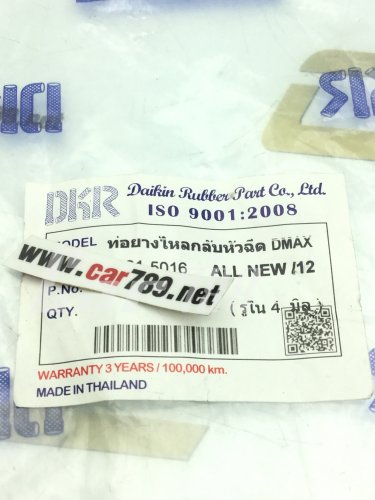 DKR Daikin Rubber Part Co., Ltd.
ISO 9001:2008
ท่อยางไหลกลับหัวฉีด DMAX
5016 ALL NEW /12
www.car789.net
P.No.
QTY. ( รูใน 4 มิล )
WARRANTY 3 YEARS / 100,000 km.
MADE IN THAILAND